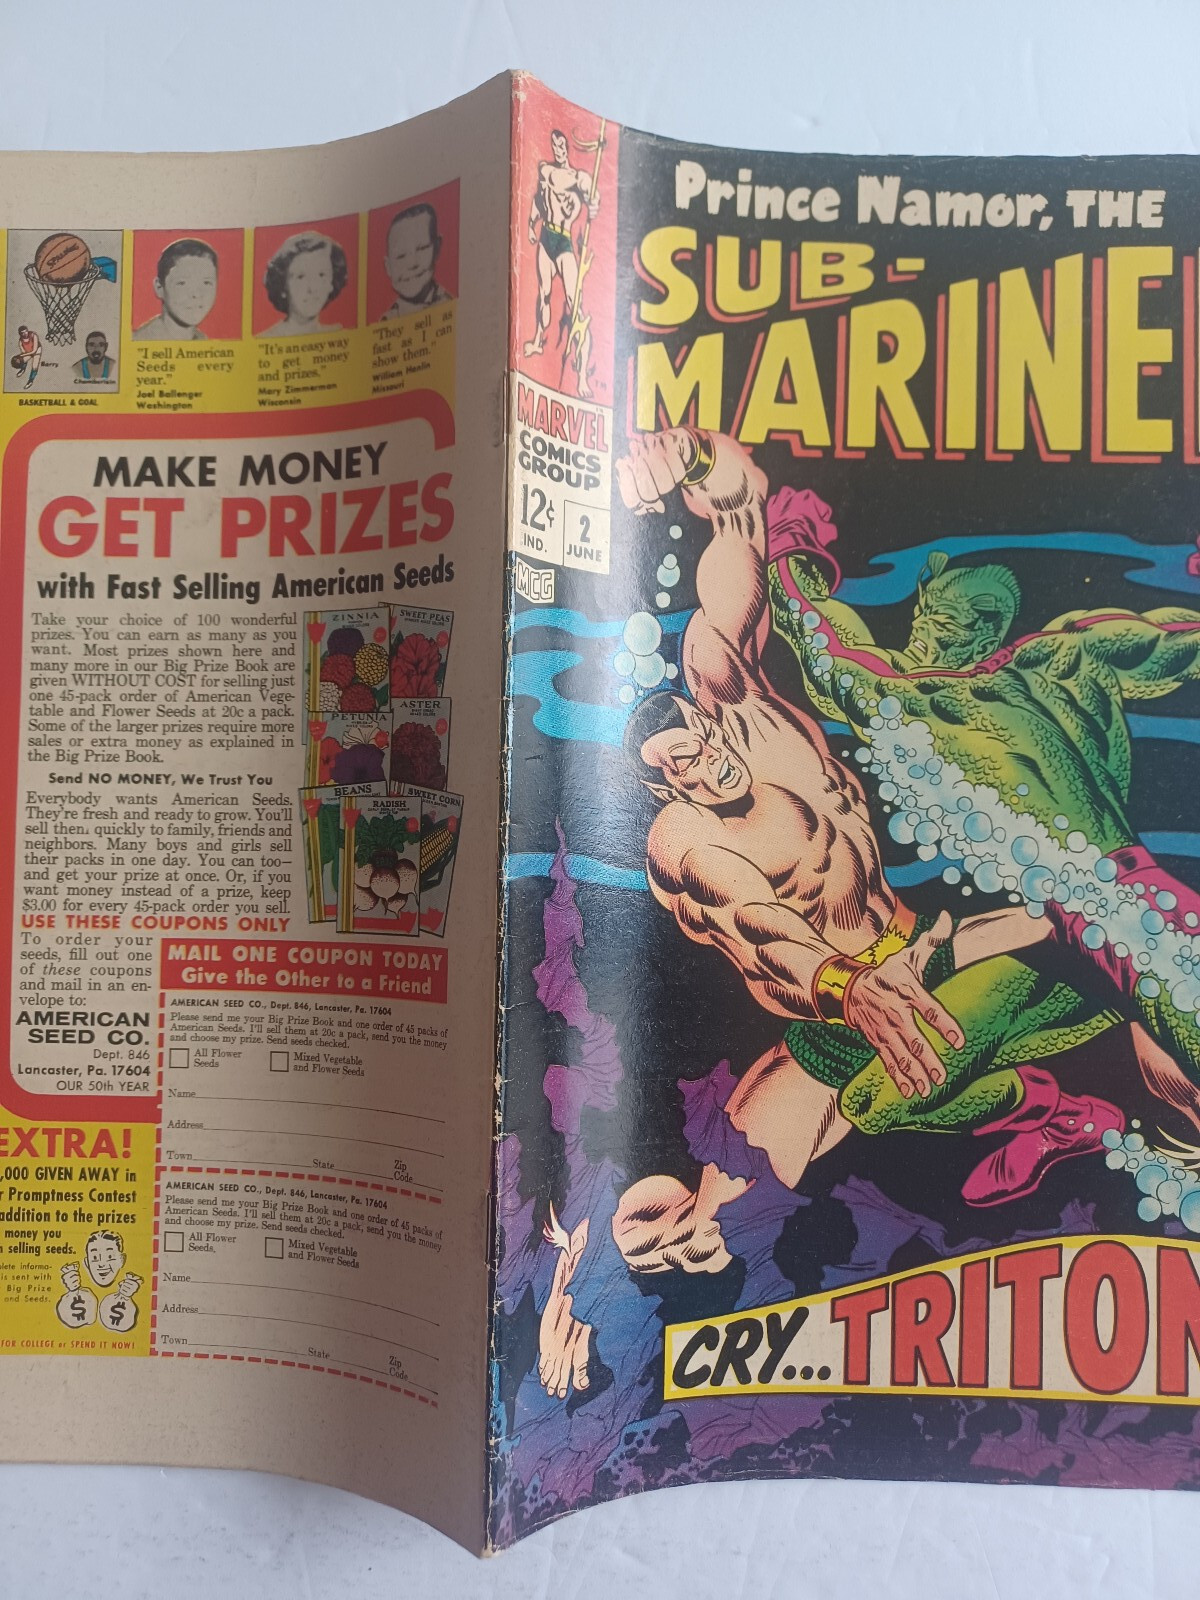 SPALDING
Barry
Chamberlain
BASKETBALL & GOAL
"I sell American
Seeds every
year."
Joel Ballenger
Washington
"It's an easy way
to get money
and prizes."
Mary Zimmerman
Wisconsin
"They sell as
fast as I can
show them."
William Hanlin
Missouri
MAKE MONEY
GET PRIZES
with Fast Selling American Seeds
Take your choice of 100 wonderful
prizes. You can earn as many as you
want. Most prizes shown here and
many more in our Big Prize Book are
given WITHOUT COST for selling just
one 45-pack order of American Vege-
table and Flower Seeds at 20c a pack.
Some of the larger prizes require more
sales or extra money as explained in
the Big Prize Book.
Send NO MONEY, We Trust You
Everybody wants American Seeds.
They're fresh and ready to grow. You'll
sell them quickly to family, friends and
neighbors. Many boys and girls sell
their packs in one day. You can too—
and get your prize at once. Or, if you
want money instead of a prize, keep
$3.00 for every 45-pack order you sell.
ZINNIA
SWEET PEAS
PETUNIA
ASTER
BEANS
RADISH
SWEET CORN
USE THESE COUPONS ONLY
To order your
seeds, fill out one
of these coupons
and mail in an en-
velope to:
AMERICAN
SEED CO.
Dept. 846
Lancaster, Pa. 17604
OUR 50th YEAR
MAIL ONE COUPON TODAY
Give the Other to a Friend
AMERICAN SEED CO., Dept. 846, Lancaster, Pa. 17604
Please send me your Big Prize Book and one order of 45 packs of
American Seeds. I'll sell them at 20c a pack, send you the money
and choose my prize. Send seeds checked.
All Flower
Seeds
Mixed Vegetable
and Flower Seeds
Name
Address
Town State Zip
Code
AMERICAN SEED CO., Dept. 846, Lancaster, Pa. 17604
Please send me your Big Prize Book and one order of 45 packs of
American Seeds. I'll sell them at 20c a pack, send you the money
and choose my prize. Send seeds checked.
All Flower
Seeds
Mixed Vegetable
and Flower Seeds
Name
Address
Town State Zip
Code
EXTRA!
,000 GIVEN AWAY in
r Promptness Contest
addition to the prizes
money you
n selling seeds.
plete informa-
is sent with
Big Prize
and Seeds.
$ $
FOR COLLEGE or SPEND IT NOW!
TM
MARVEL
COMICS
GROUP
12¢
IND.
2
JUNE
MCG
Prince Namor, THE
SUB-
MARINE
CRY... TRITON